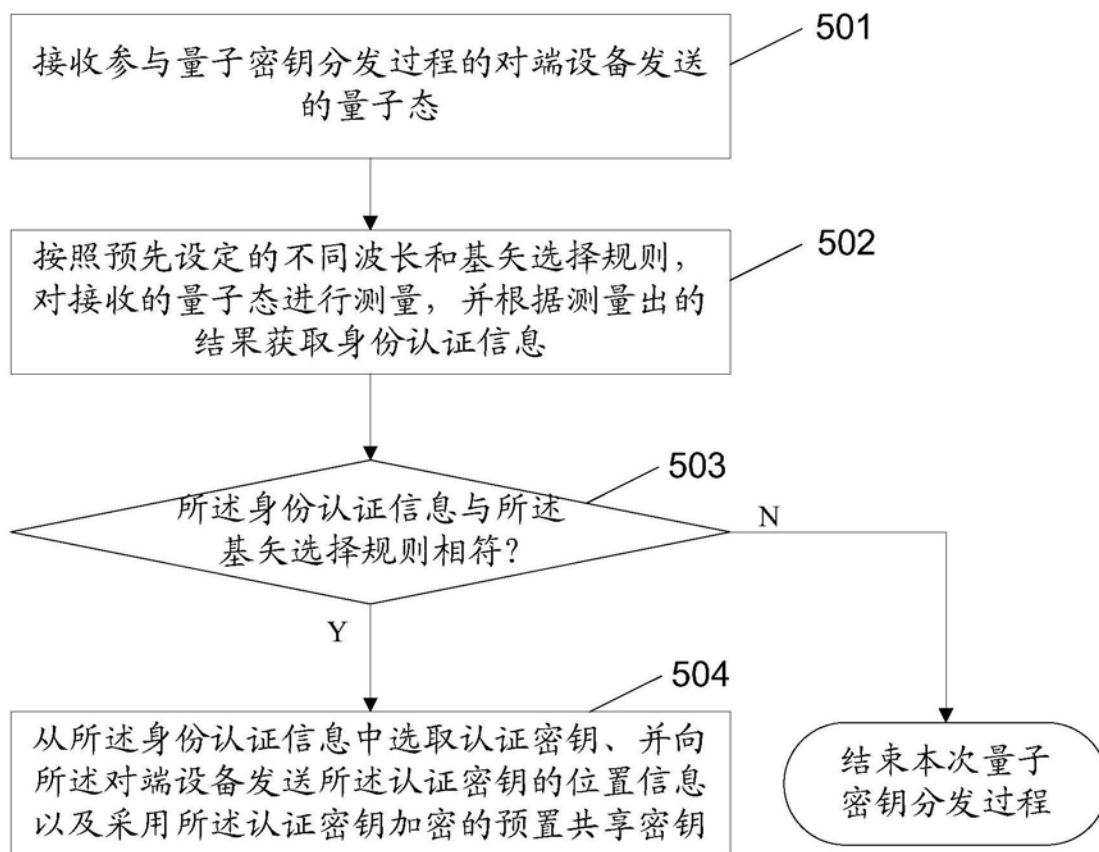 501
接收参与量子密钥分发过程的对端设备发送
的量子态
502
按照预先设定的不同波长和基矢选择规则，
对接收的量子态进行测量，并根据测量出的
结果获取身份认证信息
503
所述身份认证信息与所述
基矢选择规则相符？
N
Y
504
从所述身份认证信息中选取认证密钥、并向
所述对端设备发送所述认证密钥的位置信息
以及采用所述认证密钥加密的预置共享密钥
结束本次量子
密钥分发过程